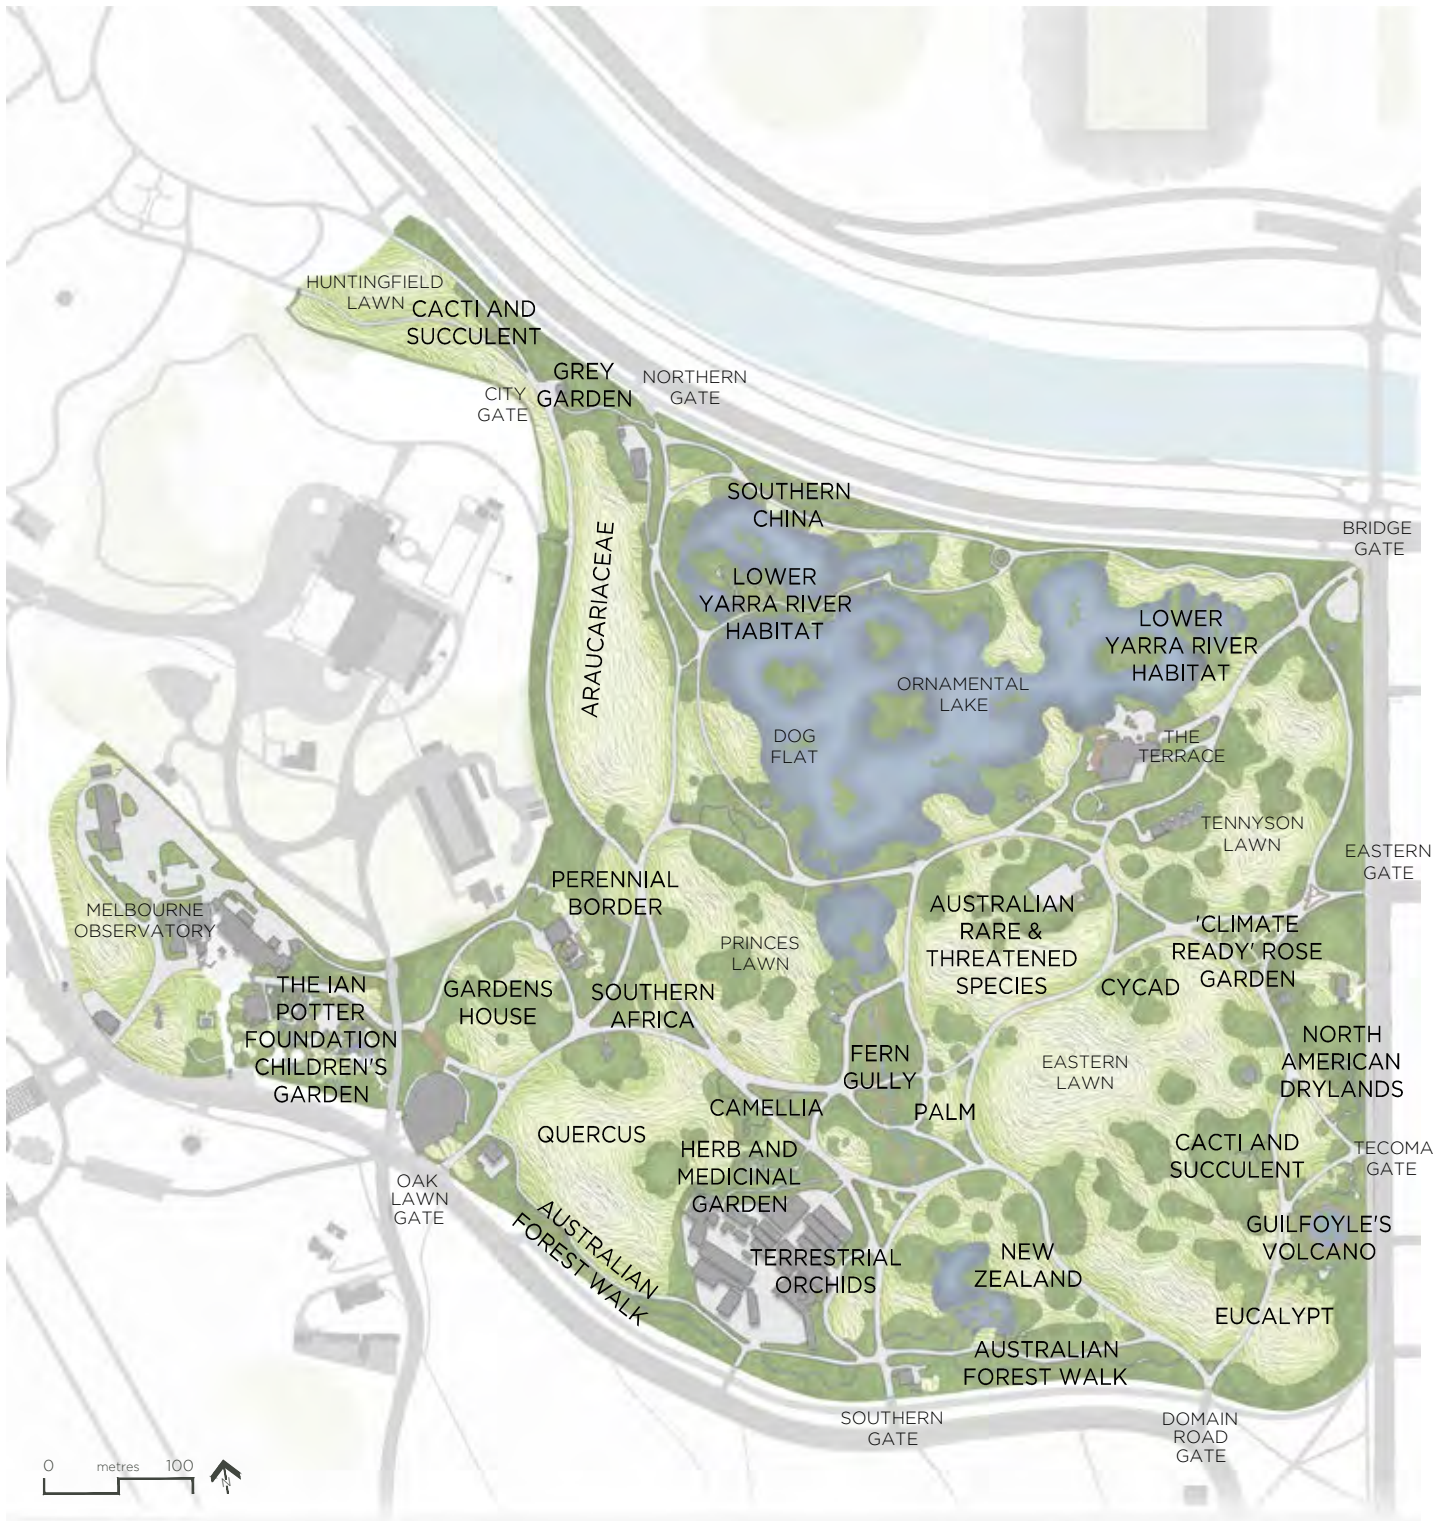 HUNTINGFIELD
LAWN
CACTI AND
SUCCULENT
GREY
GARDEN
NORTHERN
GATE
CITY
GATE
SOUTHERN
CHINA
ARAUCARIACEAE
BRIDGE
GATE
LOWER
YARRA RIVER
HABITAT
LOWER
YARRA RIVER
HABITAT
ORNAMENTAL
LAKE
DOG
FLAT
THE
TERRACE
TENNYSON
LAWN
EASTERN
GATE
PERENNIAL
BORDER
MELBOURNE
OBSERVATORY
PRINCES
LAWN
AUSTRALIAN
RARE &
THREATENED
SPECIES
'CLIMATE
READY' ROSE
GARDEN
CYCAD
THE IAN
POTTER
FOUNDATION
CHILDREN'S
GARDEN
GARDENS
HOUSE
SOUTHERN
AFRICA
FERN
GULLY
EASTERN
LAWN
NORTH
AMERICAN
DRYLANDS
CAMELLIA
PALM
QUERCUS
HERB AND
MEDICINAL
GARDEN
CACTI AND
SUCCULENT
TECOMA
GATE
OAK
LAWN
GATE
AUSTRALIAN
FOREST WALK
TERRESTRIAL
ORCHIDS
NEW
ZEALAND
GUILFOYLE'S
VOLCANO
EUCALYPT
AUSTRALIAN
FOREST WALK
SOUTHERN
GATE
DOMAIN
ROAD
GATE
0 metres 100
N